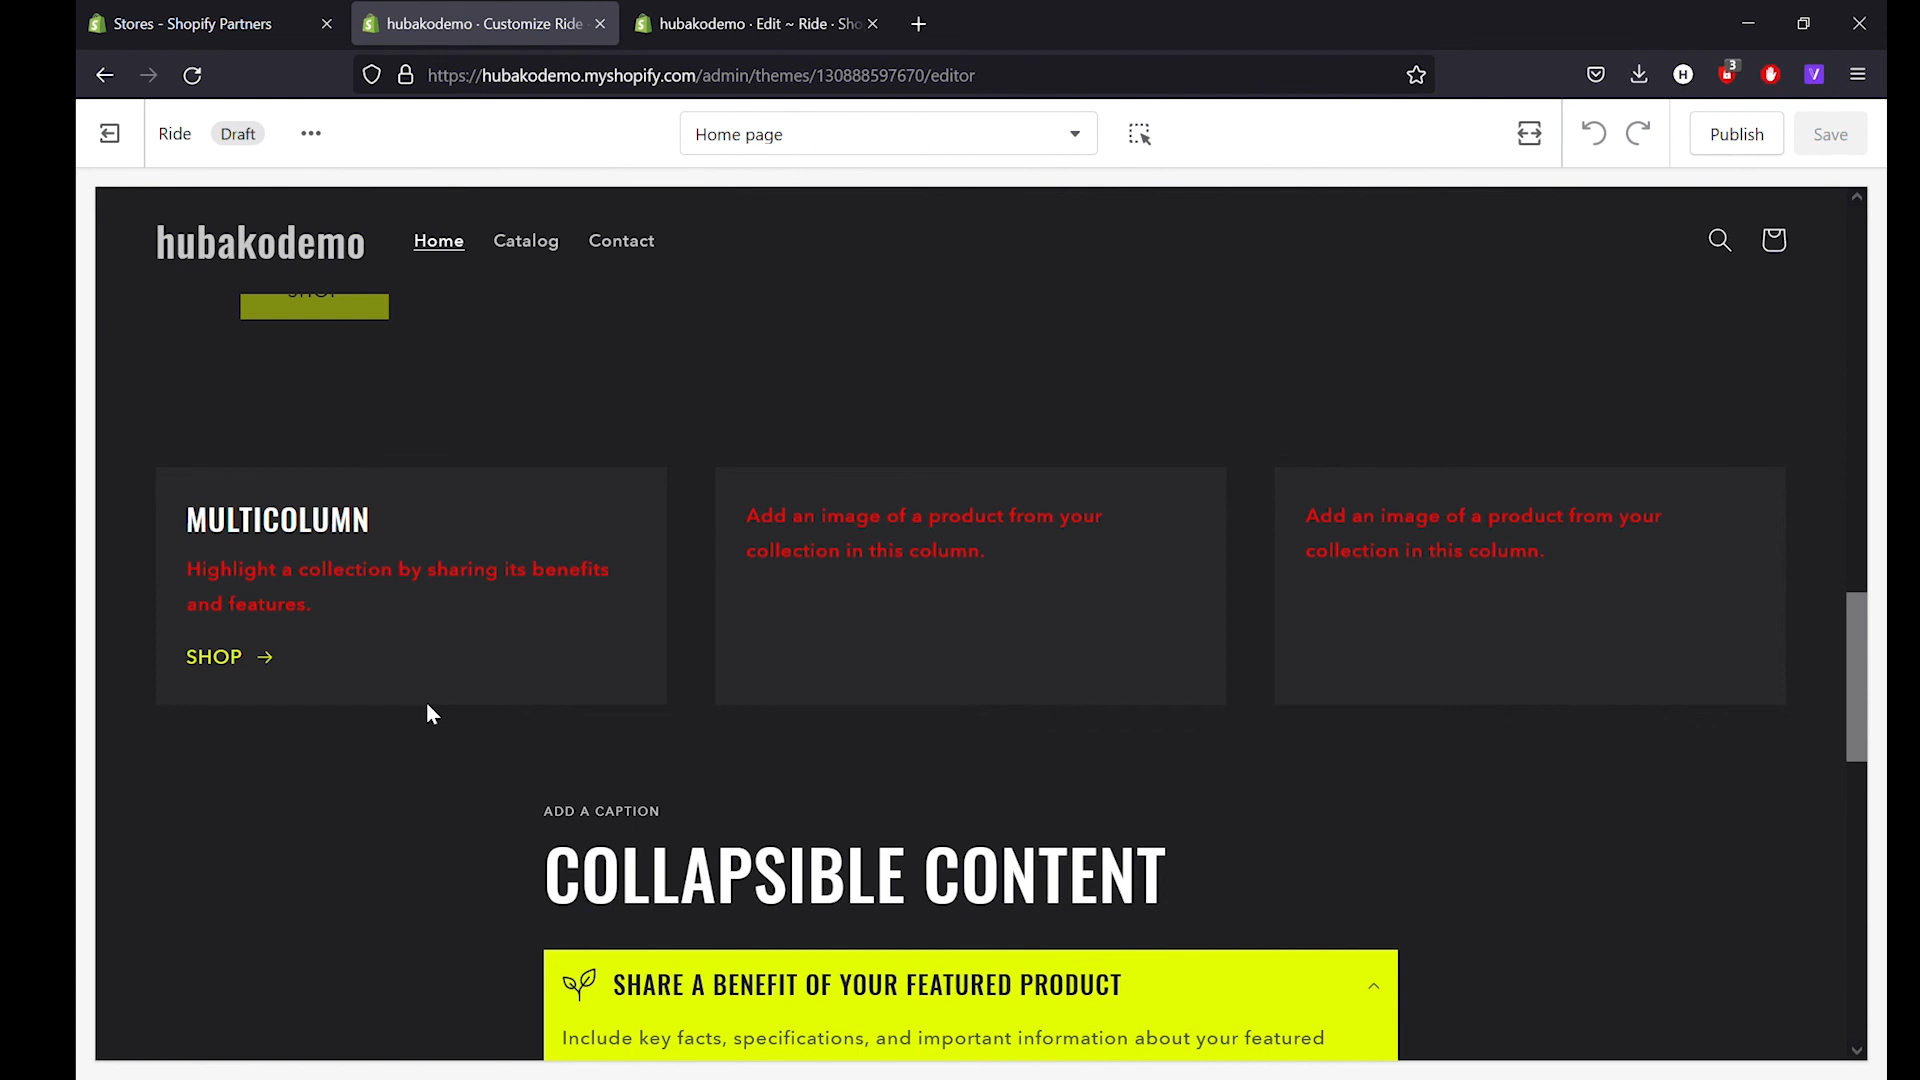 Stores - Shopify Partners
hubakodemo · Customize Ride
hubakodemo · Edit ~ Ride · Sho
https://hubakodemo.myshopify.com/admin/themes/130888597670/editor
H
3
V
Ride
Draft
Home page
Publish
Save
hubakodemo
Home
Catalog
Contact
SHOP
MULTICOLUMN
Highlight a collection by sharing its benefits
and features.
SHOP →
Add an image of a product from your
collection in this column.
Add an image of a product from your
collection in this column.
ADD A CAPTION
COLLAPSIBLE CONTENT
SHARE A BENEFIT OF YOUR FEATURED PRODUCT
Include key facts, specifications, and important information about your featured